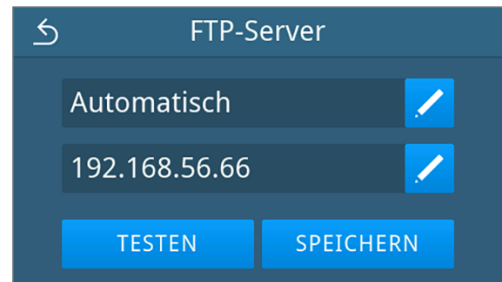 FTP-Server
Automatisch
192.168.56.66
TESTEN SPEICHERN